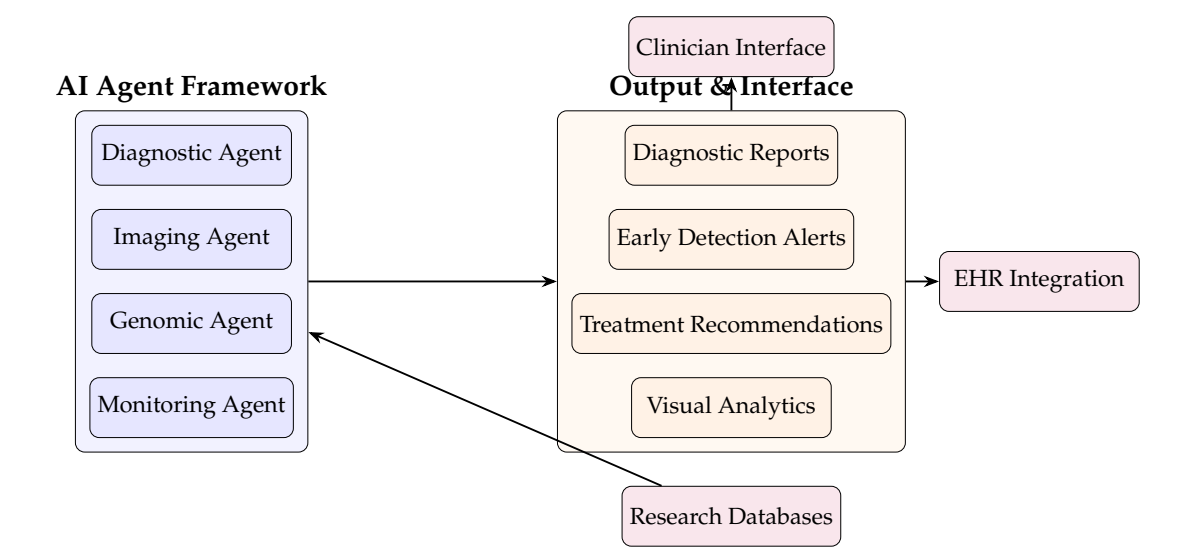 Clinician Interface
AI Agent Framework
Output & Interface
Diagnostic Agent
Imaging Agent
Genomic Agent
Monitoring Agent
Diagnostic Reports
Early Detection Alerts
Treatment Recommendations
Visual Analytics
EHR Integration
Research Databases